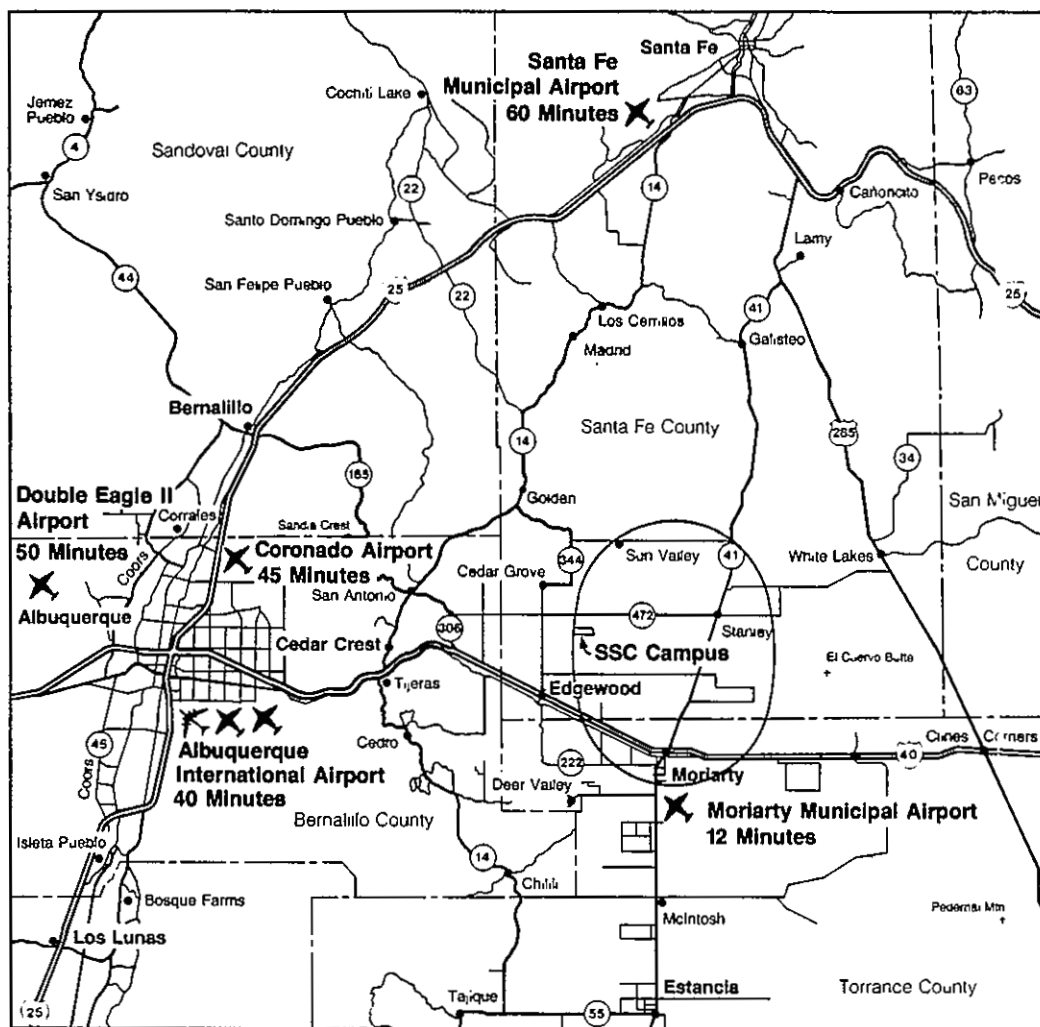 Santa Fe
Santa Fe
Municipal Airport
60 Minutes
Cochiti Lake
Jemez
Pueblo
4
63
Sandoval County
San Ysidro
22
14
Cañoncito
Pecos
Santo Domingo Pueblo
Lamy
44
San Felipe Pueblo
25
22
25
41
Los Cerrillos
Madrid
Galisteo
Bernalillo
Santa Fe County
14
285
165
34
Golden
Double Eagle II
Airport
50 Minutes
Corrales
Sandia Crest
San Miguel
County
Coors
Coronado Airport
45 Minutes
344
Sun Valley
41
White Lakes
Cedar Grove
Albuquerque
San Antonio
472
306
Stanley
Cedar Crest
SSC Campus
El Cuervo Butte
Tijeras
Edgewood
Cedro
45
Coors
Albuquerque
International Airport
40 Minutes
222
Clines Corners
40
Moriarty
Deer Valley
Moriarty Municipal Airport
12 Minutes
Bernalillo County
Isleta Pueblo
14
Chilili
Bosque Farms
McIntosh
Pedernal Mtn
Los Lunas
Estancia
Torrance County
Tajique
25
55